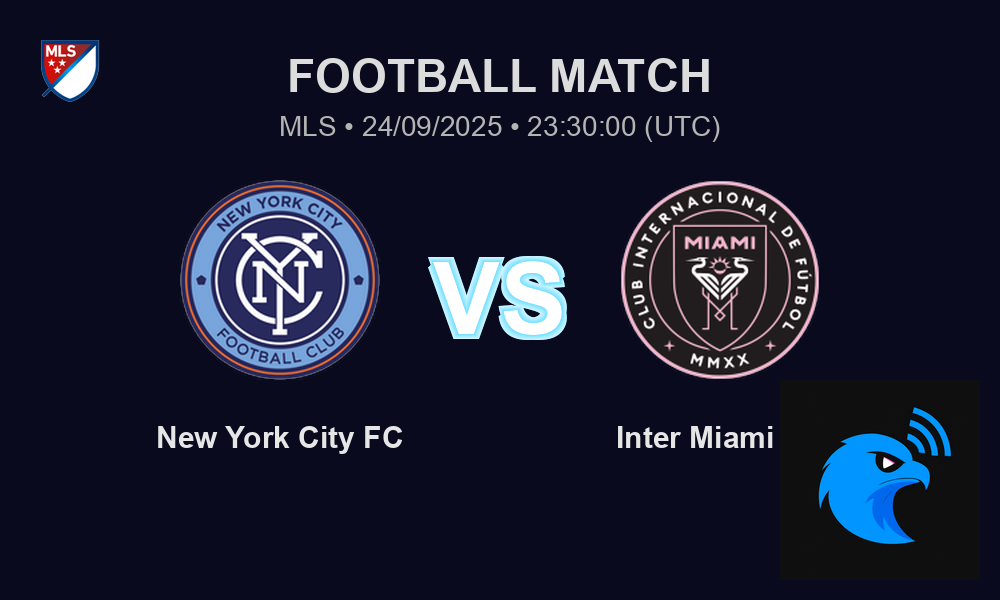 MLS
FOOTBALL MATCH
MLS • 24/09/2025 • 23:30:00 (UTC)
NEW YORK CITY
NYC
FOOTBALL CLUB
VS
CLUB INTERNACIONAL DE FÚTBOL
MIAMI
MMXX
New York City FC
Inter Miami